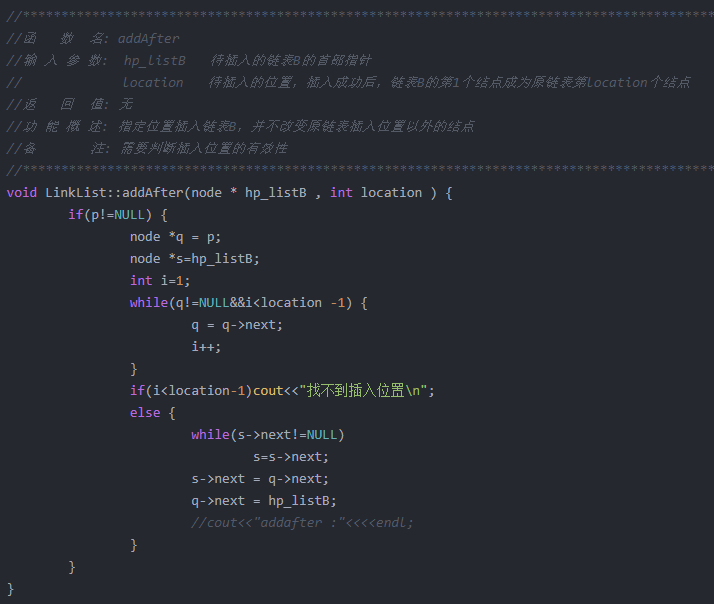 //******************************************************************************************
//函 数 名: addAfter
//输 入 参 数: hp_listB 待插入的链表B的首部指针
// location 待插入的位置，插入成功后，链表B的第1个结点成为原链表第location个结点
//返 回 值: 无
//功 能 概 述: 指定位置插入链表B，并不改变原链表插入位置以外的结点
//备 注: 需要判断插入位置的有效性
//******************************************************************************************
void LinkList::addAfter(node * hp_listB , int location ) {
if(p!=NULL) {
node *q = p;
node *s=hp_listB;
int i=1;
while(q!=NULL&&i<location -1) {
q = q->next;
i++;
}
if(i<location-1)cout<<"找不到插入位置\n";
else {
while(s->next!=NULL)
s=s->next;
s->next = q->next;
q->next = hp_listB;
//cout<<"addafter :"<<<<endl;
}
}
}